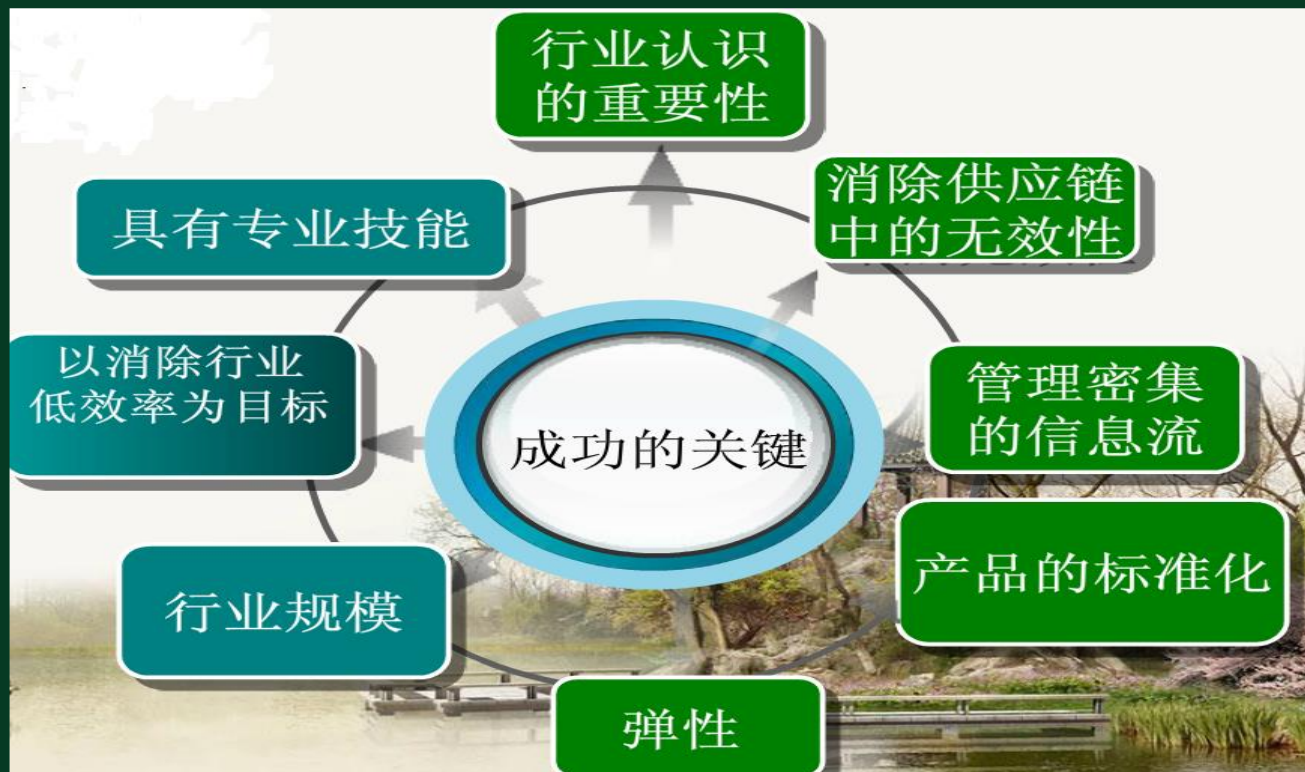 行业认识
的重要性
消除供应链
中的无效性
具有专业技能
以消除行业
低效率为目标
管理密集
的信息流
成功的关键
产品的标准化
行业规模
弹性